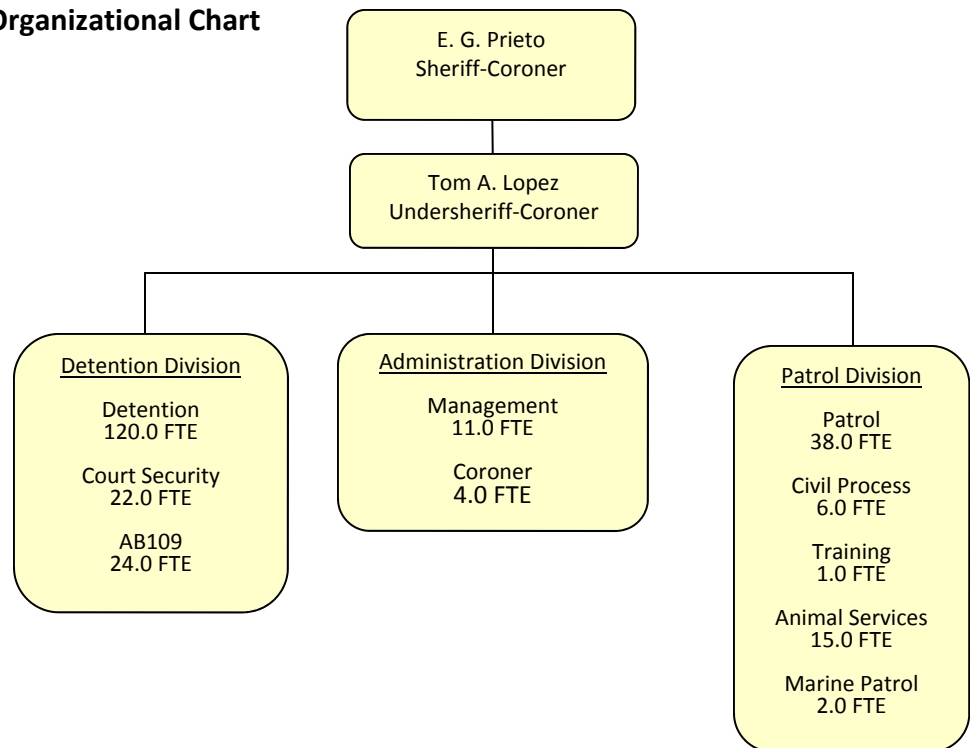 Organizational Chart
E. G. Prieto
Sheriff-Coroner
Tom A. Lopez
Undersheriff-Coroner
Detention Division
Detention
120.0 FTE
Court Security
22.0 FTE
AB109
24.0 FTE
Administration Division
Management
11.0 FTE
Coroner
4.0 FTE
Patrol Division
Patrol
38.0 FTE
Civil Process
6.0 FTE
Training
1.0 FTE
Animal Services
15.0 FTE
Marine Patrol
2.0 FTE